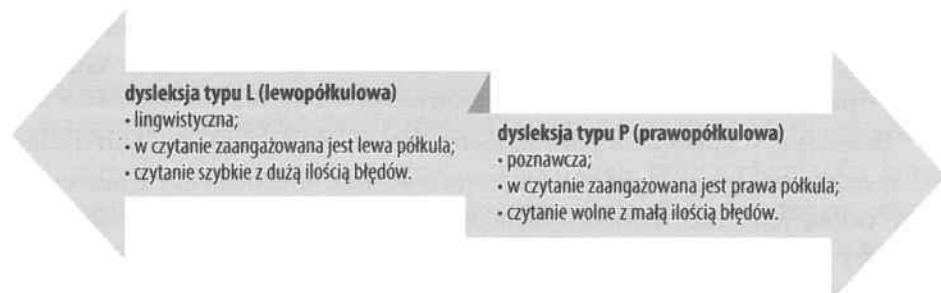 dysleksja typu L (lewopółkulowa)
• lingwistyczna;
• w czytanie zaangażowana jest lewa półkula;
• czytanie szybkie z dużą ilością błędów.
dysleksja typu P (prawopółkulowa)
• poznawcza;
• w czytanie zaangażowana jest prawa półkula;
• czytanie wolne z małą ilością błędów.